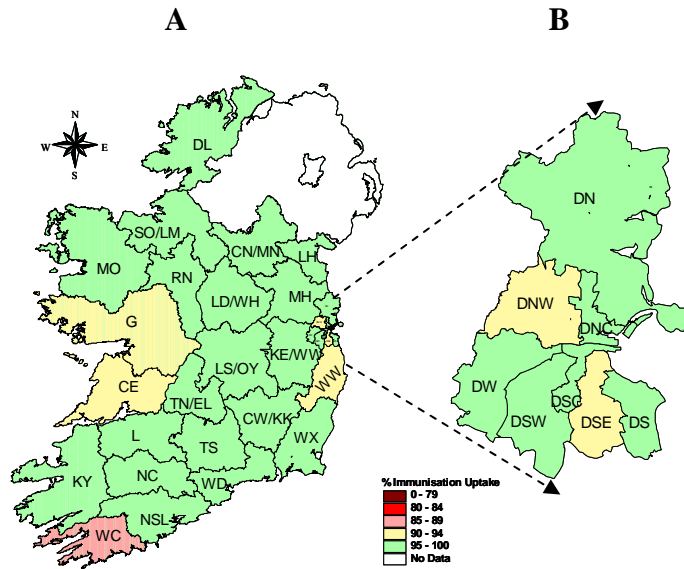 A
B
N
W E
S
DL
SO/LM
CN/MN
LH
MO
RN
LD/WH
MH
G
KE/WW
LS/OY
WW
CE
TN/EL
CW/KK
L
TS
WX
KY
NC
WD
NSL
WC
DN
DNW
DNC
DW
DSC
DSW
DSE
DS
% Immunisation Uptake
0 - 79
80 - 84
85 - 89
90 - 94
95 - 100
No Data